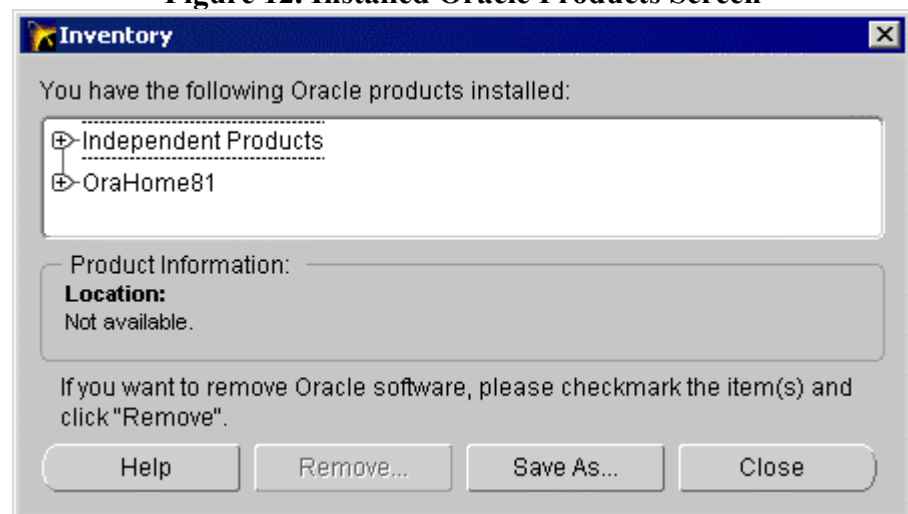 Figure 12. Installed Oracle Products Screen
Inventory
You have the following Oracle products installed:
Independent Products
OraHome81
Product Information:
Location:
Not available.
If you want to remove Oracle software, please checkmark the item(s) and
click "Remove".
Help Remove... Save As... Close